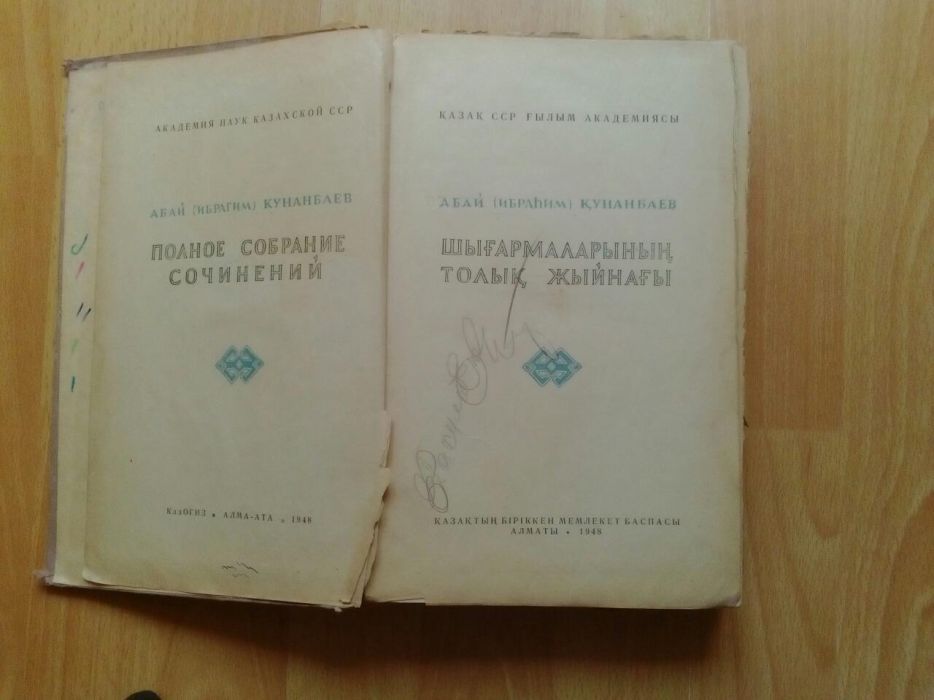 АКАДЕМИЯ НАУК КАЗАХСКОЙ ССР
АБАЙ (ИБРАГИМ) КУНАНБАЕВ
ПОЛНОЕ СОБРАНИЕ
СОЧИНЕНИЙ
КазОГИЗ • АЛМА-АТА • 1948
ҚАЗАҚ ССР ҒЫЛЫМ АКАДЕМИЯСЫ
АБАЙ (ИБРАҺИМ) ҚУНАНБАЕВ
ШЫҒАРМАЛАРЫНЫҢ
ТОЛЫҚ ЖЫЙНАҒЫ
ҚАЗАҚТЫҢ БІРІККЕН МЕМЛЕКЕТ БАСПАСЫ
АЛМАТЫ • 1948